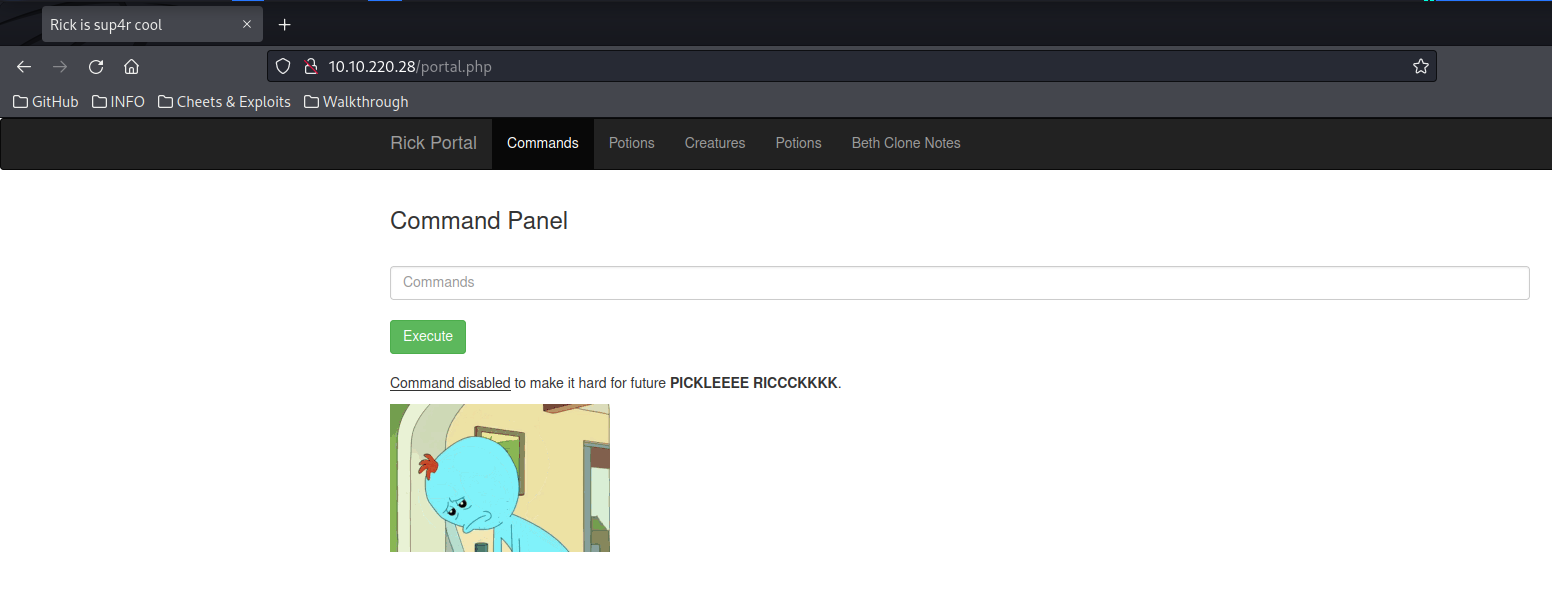 Rick is sup4r cool
10.10.220.28/portal.php
GitHub INFO Cheets & Exploits Walkthrough
Rick Portal Commands Potions Creatures Potions Beth Clone Notes
Command Panel
Commands
Execute
Command disabled to make it hard for future PICKLEEEE RICCCKKKK.